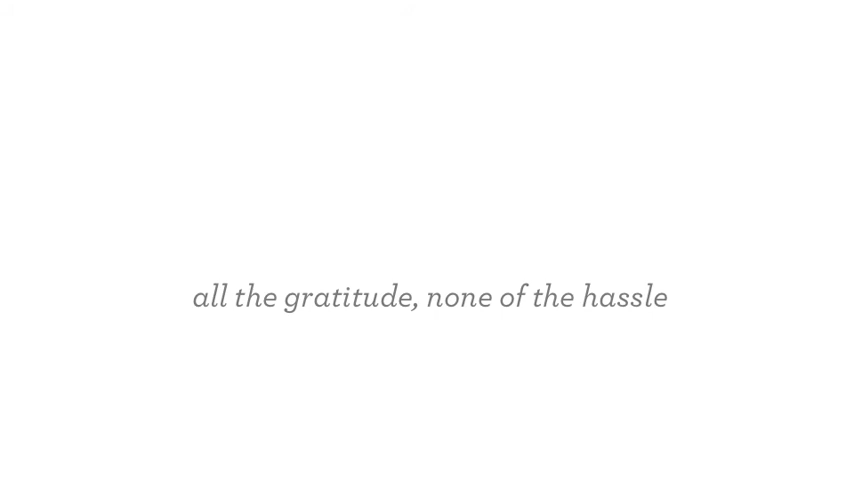 all the gratitude, none of the hassle